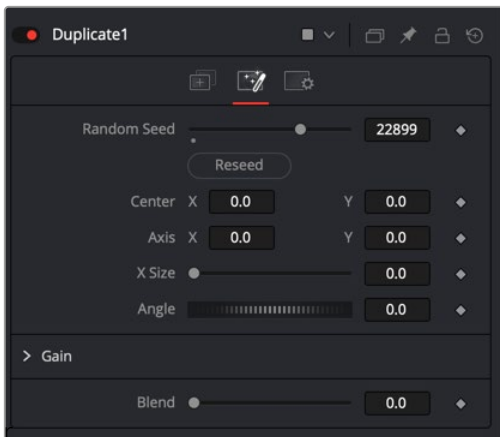 Duplicate1
Random Seed 22899
Reseed
Center X 0.0 Y 0.0
Axis X 0.0 Y 0.0
X Size 0.0
Angle 0.0
Gain
Blend 0.0